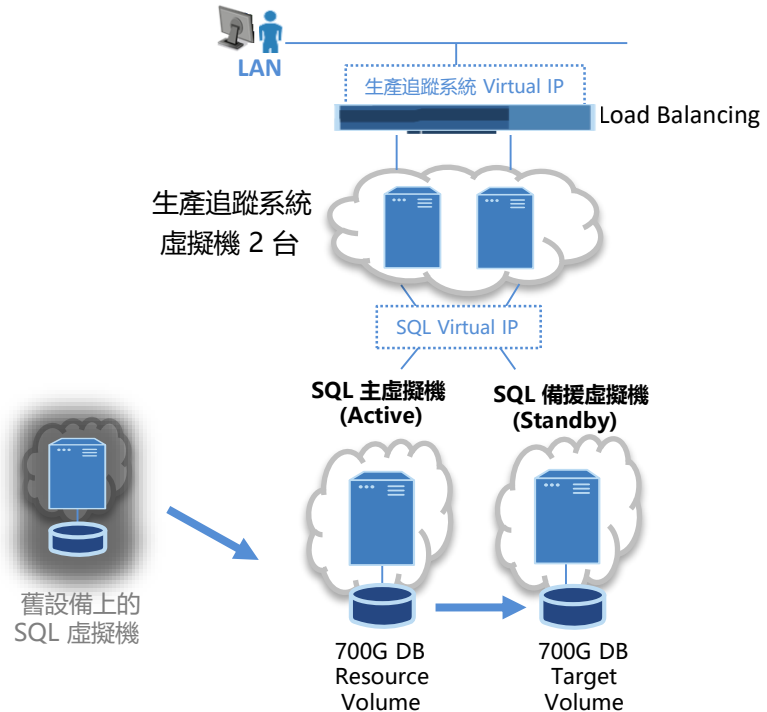 LAN
生產追蹤系統 Virtual IP
Load Balancing
生產追蹤系統
虛擬機 2 台
SQL Virtual IP
SQL 主虛擬機
(Active)
SQL 備援虛擬機
(Standby)
舊設備上的
SQL 虛擬機
700G DB
Resource
Volume
700G DB
Target
Volume